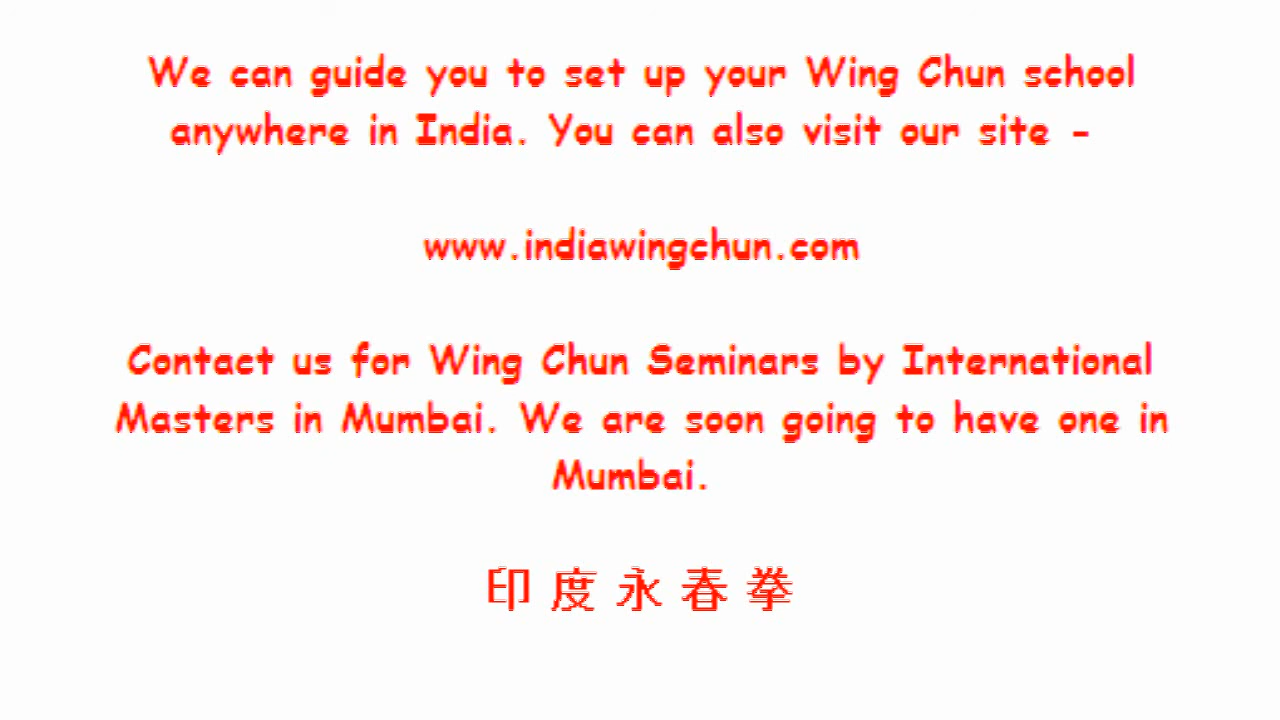 We can guide you to set up your Wing Chun school
anywhere in India. You can also visit our site -
www.indiawingchun.com
Contact us for Wing Chun Seminars by International
Masters in Mumbai. We are soon going to have one in
Mumbai.
印度永春拳